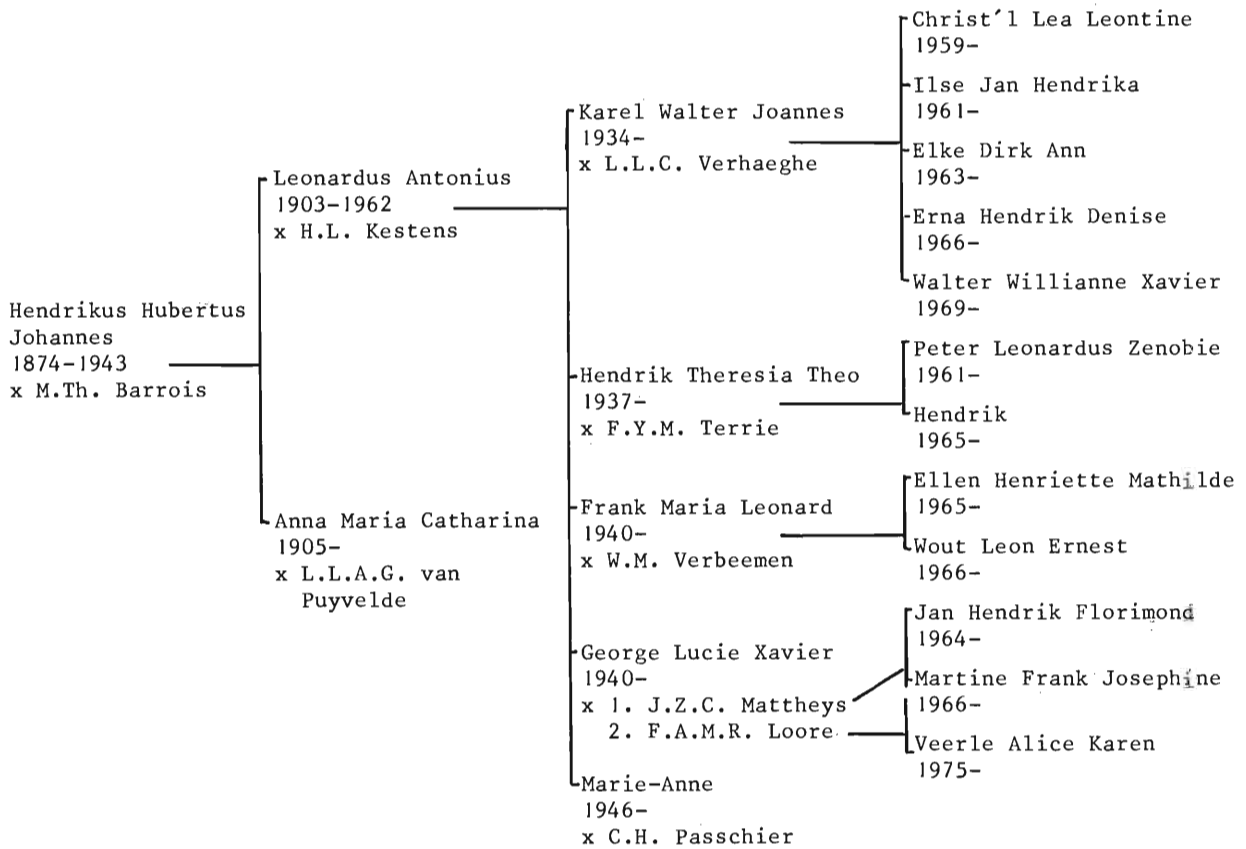 Hendrikus Hubertus
Johannes
1874-1943
x M.Th. Barrois
Leonardus Antonius
1903-1962
x H.L. Kestens
Anna Maria Catharina
1905-
x L.L.A.G. van
Puyvelde
Karel Walter Joannes
1934-
x L.L.C. Verhaeghe
Hendrik Theresia Theo
1937-
x F.Y.M. Terrie
Frank Maria Leonard
1940-
x W.M. Verbeemen
George Lucie Xavier
1940-
x 1. J.Z.C. Mattheys
2. F.A.M.R. Loore
Marie-Anne
1946-
x C.H. Passchier
Christ'l Lea Leontine
1959-
Ilse Jan Hendrika
1961-
Elke Dirk Ann
1963-
Erna Hendrik Denise
1966-
Walter Willianne Xavier
1969-
Peter Leonardus Zenobie
1961-
Hendrik
1965-
Ellen Henriette Mathilde
1965-
Wout Leon Ernest
1966-
Jan Hendrik Florimond
1964-
Martine Frank Josephine
1966-
Veerle Alice Karen
1975-